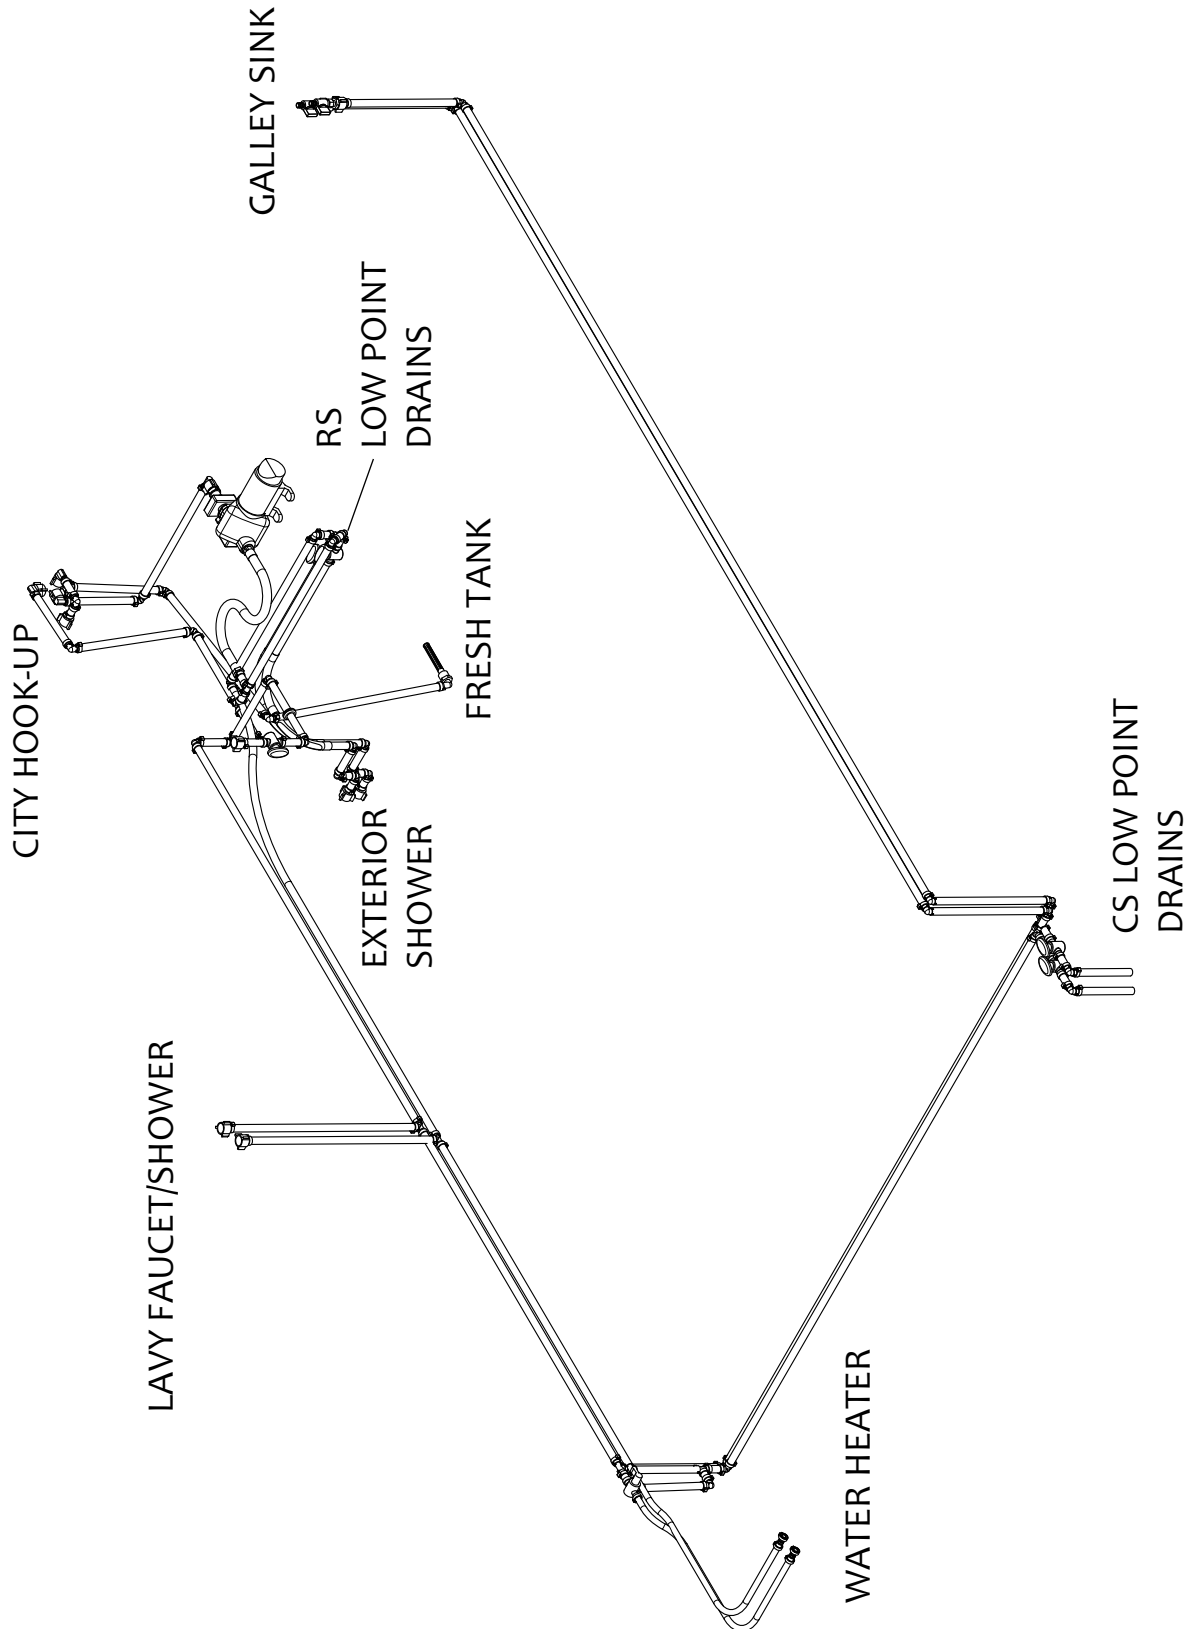 CITY HOOK-UP
LAVY FAUCET/SHOWER
GALLEY SINK
RS
LOW POINT
DRAINS
EXTERIOR
SHOWER
FRESH TANK
WATER HEATER
CS LOW POINT
DRAINS